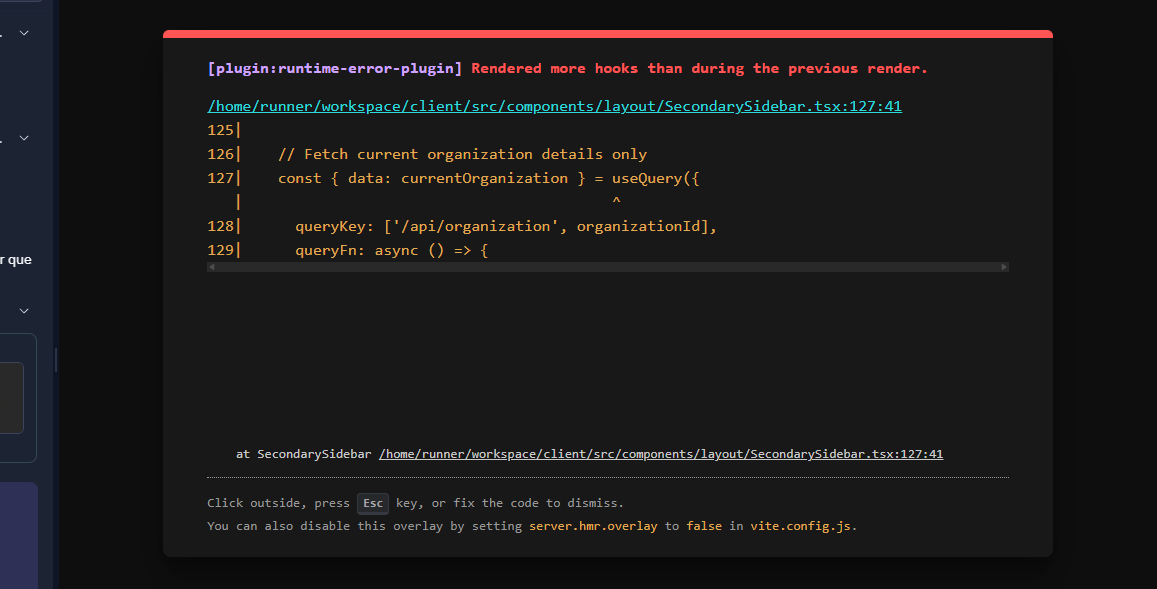 [plugin:runtime-error-plugin] Rendered more hooks than during the previous render.
/home/runner/workspace/client/src/components/layout/SecondarySidebar.tsx:127:41
125|
126|    // Fetch current organization details only
127|    const { data: currentOrganization } = useQuery({
   |                                          ^
128|      queryKey: ['/api/organization', organizationId],
129|      queryFn: async () => {
r que
at SecondarySidebar /home/runner/workspace/client/src/components/layout/SecondarySidebar.tsx:127:41
Click outside, press Esc key, or fix the code to dismiss.
You can also disable this overlay by setting server.hmr.overlay to false in vite.config.js.